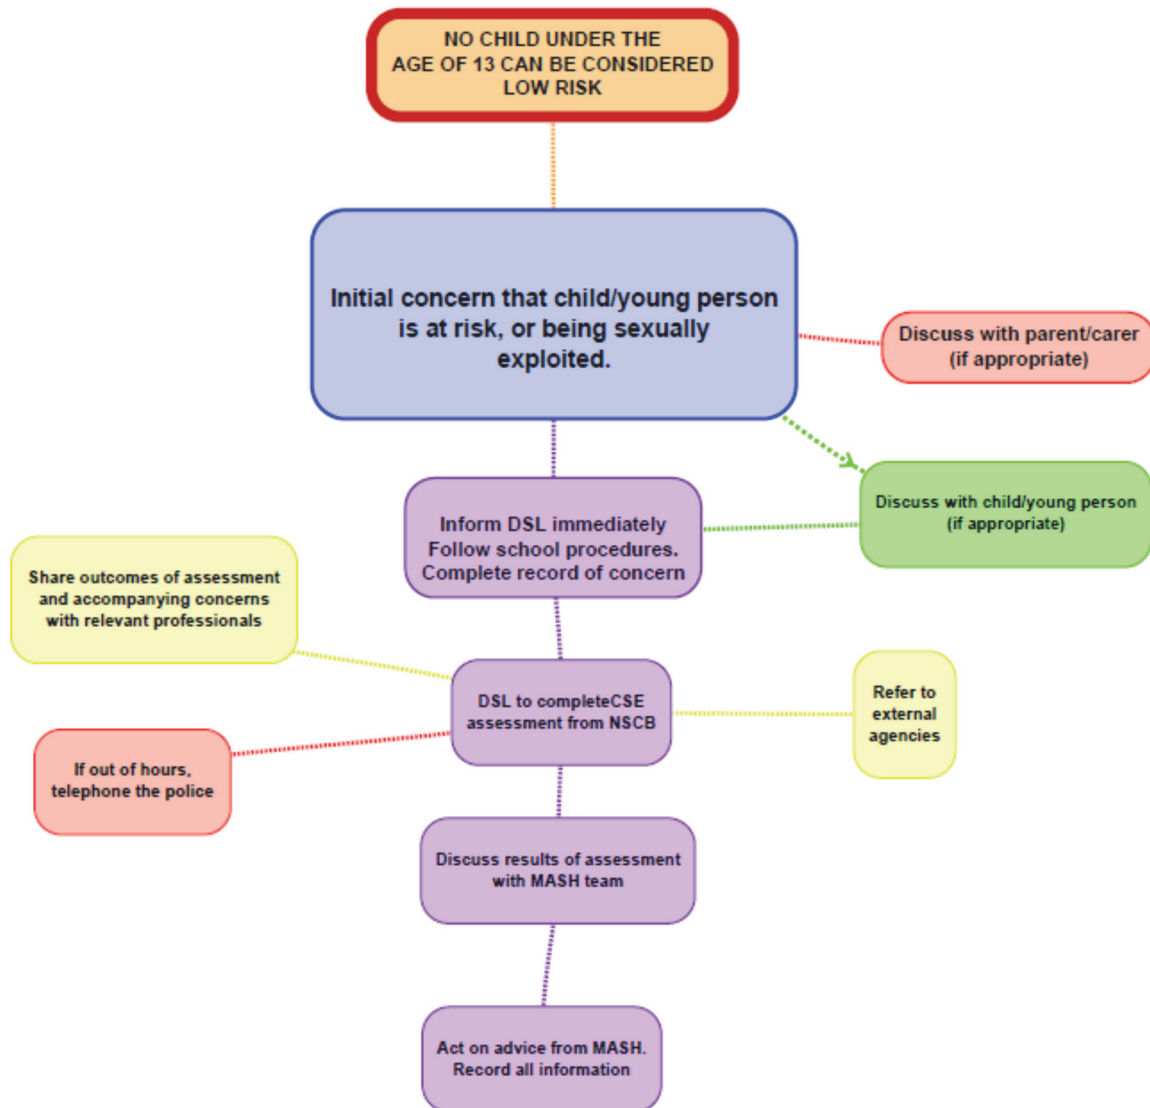 NO CHILD UNDER THE
AGE OF 13 CAN BE CONSIDERED
LOW RISK
Initial concern that child/young person
is at risk, or being sexually
exploited.
Discuss with parent/carer
(if appropriate)
Discuss with child/young person
(if appropriate)
Inform DSL immediately
Follow school procedures.
Complete record of concern
Share outcomes of assessment
and accompanying concerns
with relevant professionals
DSL to completeCSE
assessment from NSCB
Refer to
external
agencies
If out of hours,
telephone the police
Discuss results of assessment
with MASH team
Act on advice from MASH.
Record all information